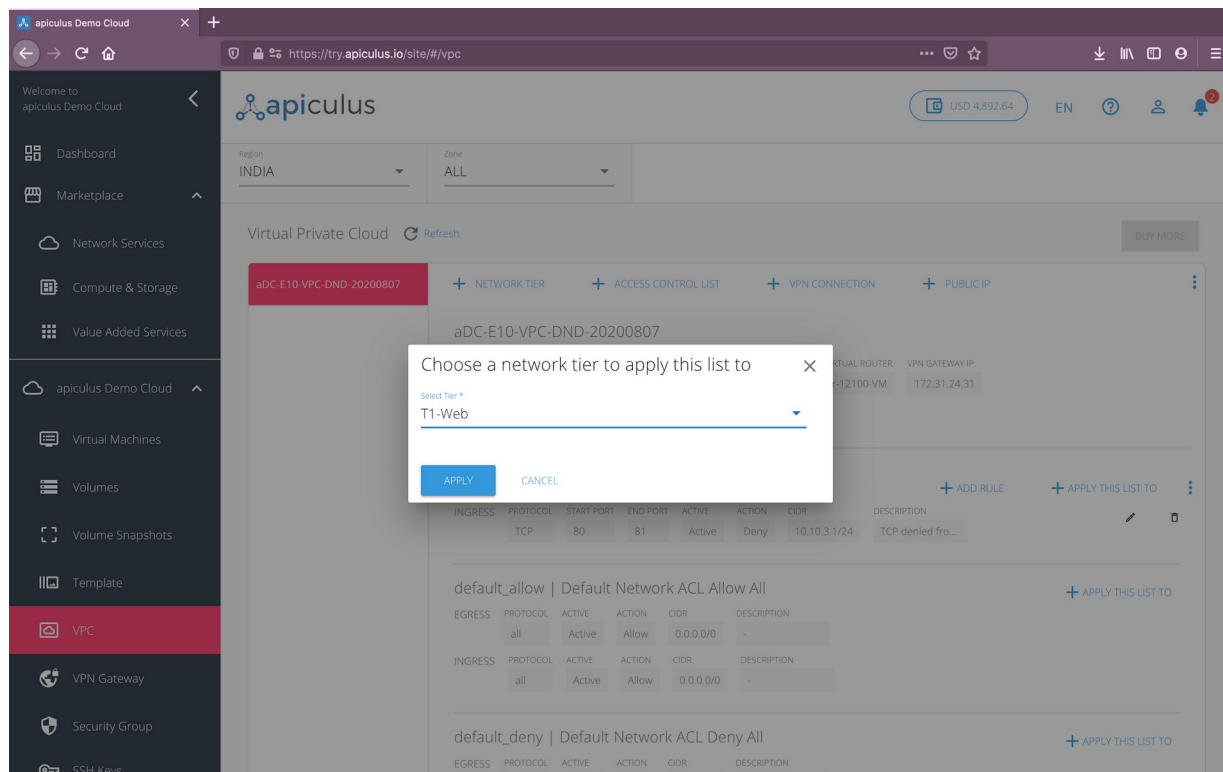 apiculus Demo Cloud
https://try.apiculus.io/site/#/vpc
Welcome to
apiculus Demo Cloud
Dashboard
Marketplace
Network Services
Compute & Storage
Value Added Services
apiculus Demo Cloud
Virtual Machines
Volumes
Volume Snapshots
Template
VPC
VPN Gateway
Security Group
SSH Keys
apiculus
USD 4,892.64
EN
2
Region
INDIA
Zone
ALL
Virtual Private Cloud Refresh
BUY MORE
aDC-E10-VPC-DND-20200807
NETWORK TIER ACCESS CONTROL LIST VPN CONNECTION PUBLIC IP
aDC-E10-VPC-DND-20200807
ROUTER VPN GATEWAY IP
-12100-VM 172.31.24.31
Choose a network tier to apply this list to
Select Tier *
T1-Web
APPLY CANCEL
ADD RULE APPLY THIS LIST TO
INGRESS PROTOCOL START PORT END PORT ACTIVE ACTION CIDR DESCRIPTION
TCP 80 81 Active Deny 10.10.3.1/24 TCP denied fro...
default_allow | Default Network ACL Allow All
APPLY THIS LIST TO
EGRESS PROTOCOL ACTIVE ACTION CIDR DESCRIPTION
all Active Allow 0.0.0.0/0 -
INGRESS PROTOCOL ACTIVE ACTION CIDR DESCRIPTION
all Active Allow 0.0.0.0/0 -
default_deny | Default Network ACL Deny All
APPLY THIS LIST TO
EGRESS PROTOCOL ACTIVE ACTION CIDR DESCRIPTION